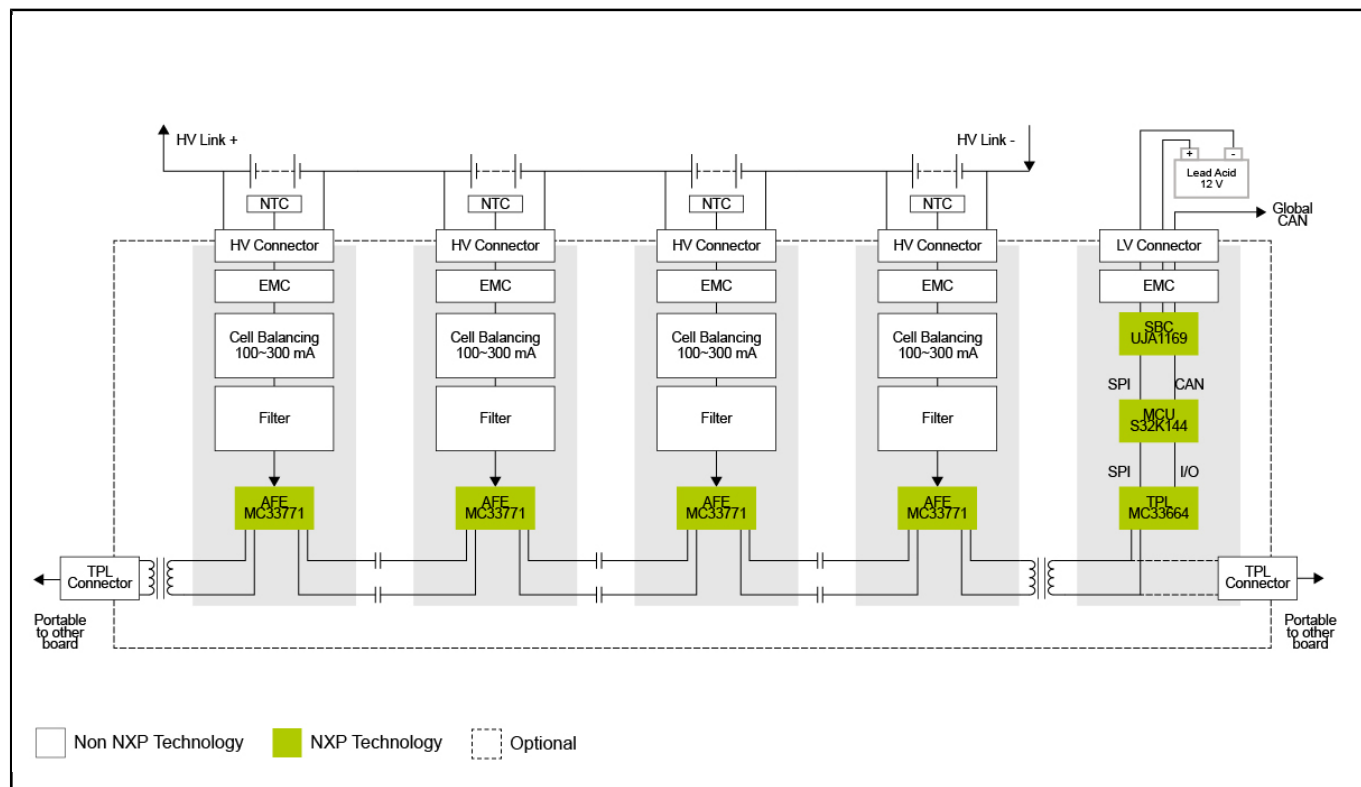 HV Link +
HV Link -
+ -
Lead Acid
12 V
NTC NTC NTC NTC
Global
CAN
HV Connector HV Connector HV Connector HV Connector LV Connector
EMC EMC EMC EMC EMC
Cell Balancing
100~300 mA
Cell Balancing
100~300 mA
Cell Balancing
100~300 mA
Cell Balancing
100~300 mA
SBC
UJA1169
SPI CAN
Filter Filter Filter Filter
MCU
S32K144
SPI I/O
AFE
MC33771
AFE
MC33771
AFE
MC33771
AFE
MC33771
TPL
MC33664
TPL
Connector
TPL
Connector
Portable
to other
board
Portable
to other
board
Non NXP Technology NXP Technology Optional